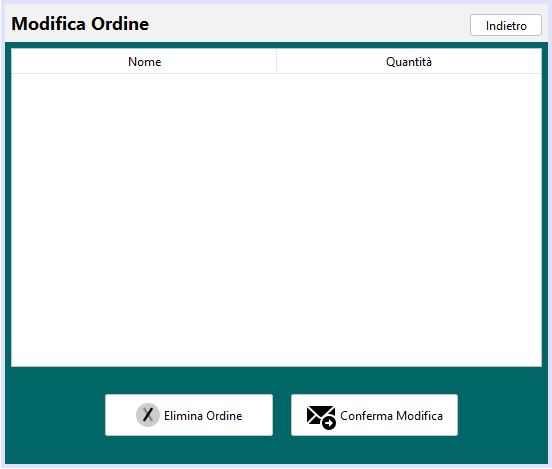 Modifica Ordine
Indietro
Nome Quantità
Elimina Ordine
Conferma Modifica